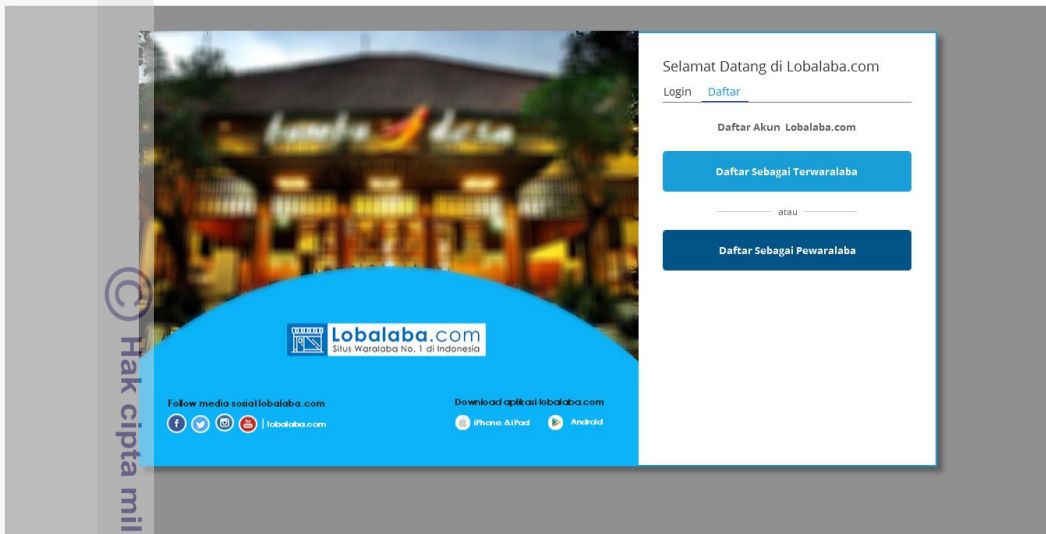 Selamat Datang di Lobalaba.com
Login Daftar
Daftar Akun Lobalaba.com
Daftar Sebagai Terwaralaba
atau
Daftar Sebagai Pewaralaba
Lobalaba.com
Situs Waralaba No. 1 di Indonesia
Follow media sosial lobalaba.com
f You Tube | lobalaba.com
Download aplikasi lobalaba.com
iPhone & iPad Android
© Hak cipta mil